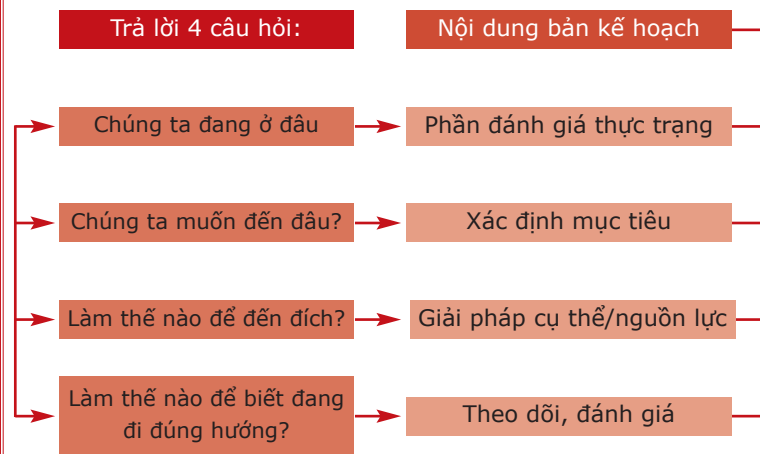 Trả lời 4 câu hỏi:
Nội dung bản kế hoạch
Chúng ta đang ở đâu
Phần đánh giá thực trạng
Chúng ta muốn đến đâu?
Xác định mục tiêu
Làm thế nào để đến đích?
Giải pháp cụ thể/nguồn lực
Làm thế nào để biết đang
đi đúng hướng?
Theo dõi, đánh giá